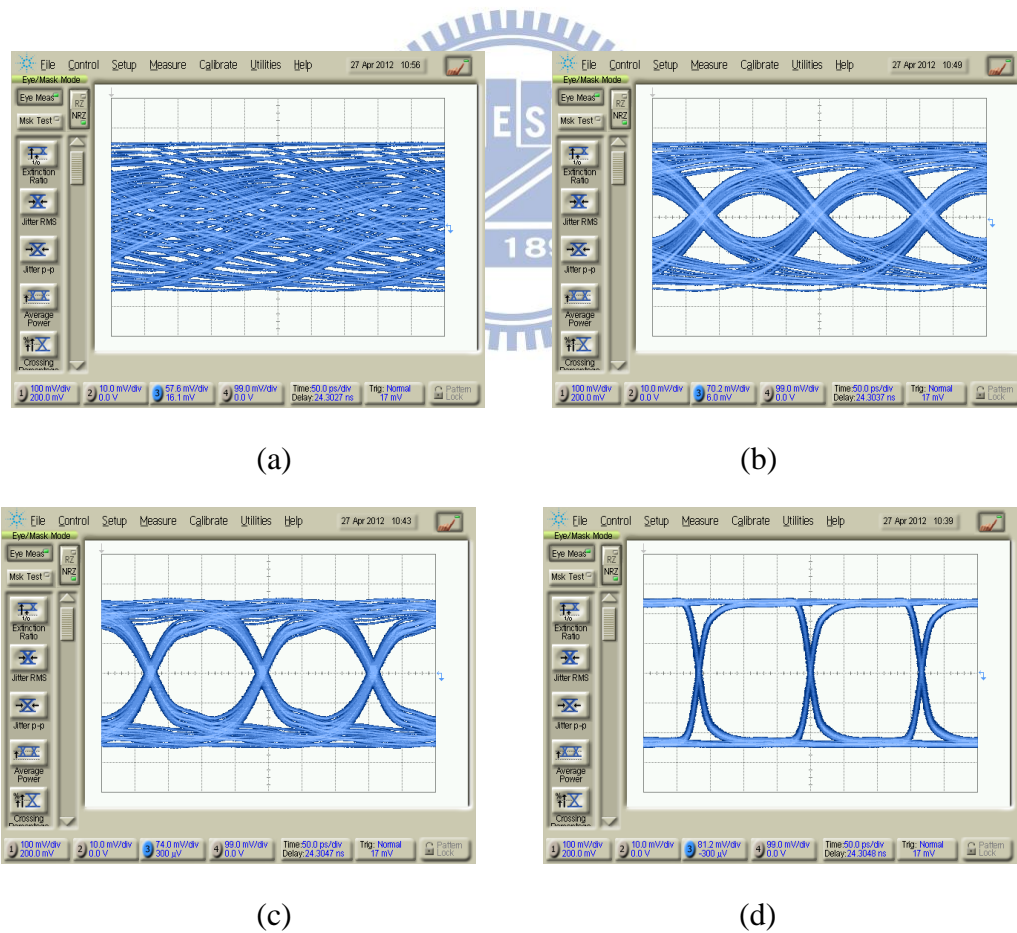 File Control Setup Measure Calibrate Utilities Help 27 Apr 2012 10:56
Eye/Mask Mode
Eye Meas
RZ
NRZ
Msk Test
1/0
Extinction
Ratio
Jitter RMS
Jitter p-p
Average
Power
Crossing
1 100 mV/div 2 10.0 mV/div 3 57.6 mV/div 4 99.0 mV/div Time:50.0 ps/div Trig: Normal Pattern
200.0 mV 0.0 V 16.1 mV 0.0 V Delay:24.3027 ns 17 mV Lock
File Control Setup Measure Calibrate Utilities Help 27 Apr 2012 10:49
Eye/Mask Mode
Eye Meas
RZ
NRZ
Msk Test
1/0
Extinction
Ratio
Jitter RMS
Jitter p-p
Average
Power
Crossing
1 100 mV/div 2 10.0 mV/div 3 70.2 mV/div 4 99.0 mV/div Time:50.0 ps/div Trig: Normal Pattern
200.0 mV 0.0 V 6.0 mV 0.0 V Delay:24.3037 ns 17 mV Lock
ES
189
(a) (b)
File Control Setup Measure Calibrate Utilities Help 27 Apr 2012 10:43
Eye/Mask Mode
Eye Meas
RZ
NRZ
Msk Test
1/0
Extinction
Ratio
Jitter RMS
Jitter p-p
Average
Power
Crossing
1 100 mV/div 2 10.0 mV/div 3 74.0 mV/div 4 99.0 mV/div Time:50.0 ps/div Trig: Normal Pattern
200.0 mV 0.0 V 300 µV 0.0 V Delay:24.3047 ns 17 mV Lock
File Control Setup Measure Calibrate Utilities Help 27 Apr 2012 10:39
Eye/Mask Mode
Eye Meas
RZ
NRZ
Msk Test
1/0
Extinction
Ratio
Jitter RMS
Jitter p-p
Average
Power
Crossing
1 100 mV/div 2 10.0 mV/div 3 81.2 mV/div 4 99.0 mV/div Time:50.0 ps/div Trig: Normal Pattern
200.0 mV 0.0 V -300 µV 0.0 V Delay:24.3048 ns 17 mV Lock
(c) (d)